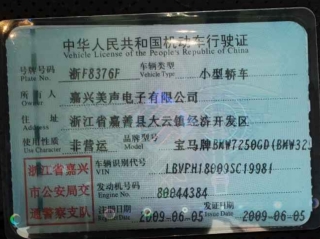 中华人民共和国机动车行驶证
Vehicle License of the People's Republic of China
号牌号码 Plate No. 浙F8376F 车辆类型 Vehicle Type 小型轿车
所有人 Owner 嘉兴美声电子有限公司
住址 Address 浙江省嘉善县大云镇经济开发区
使用性质 Use Character 非营运 品牌型号 宝马牌BMW7250GD(BMW32
浙江省嘉兴市公安局交通警察支队
车辆识别代号 VIN LBVPH18009SC19981
发动机号码 Engine No. 80044384
注册日期 2009-06-05 发证日期 2009-06-05